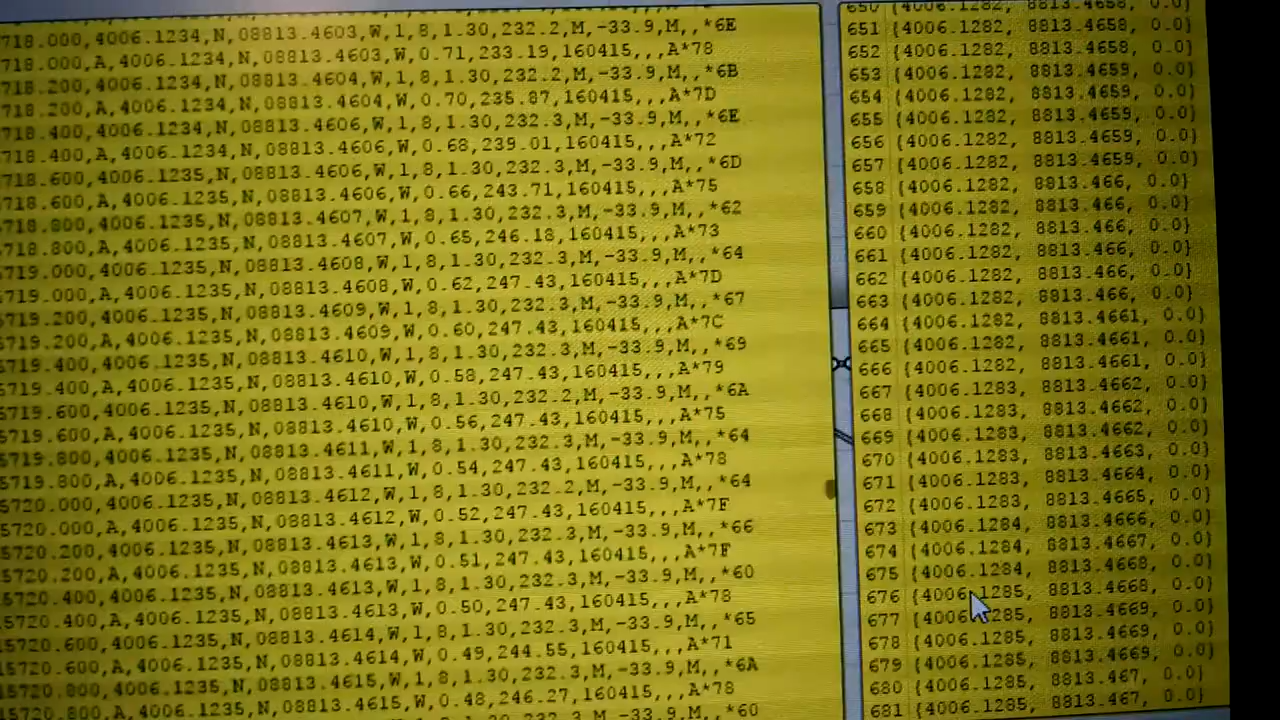 718.000,4006.1234,N,08813.4603,W,1,8,1.30,232.2,M,-33.9,M,,*6E
718.000,A,4006.1234,N,08813.4603,W,0.71,233.19,160415,,,A*78
718.200,4006.1234,N,08813.4604,W,1,8,1.30,232.2,M,-33.9,M,,*6B
718.200,A,4006.1234,N,08813.4604,W,0.70,235.87,160415,,,A*7D
718.400,4006.1234,N,08813.4606,W,1,8,1.30,232.3,M,-33.9,M,,*6E
718.400,A,4006.1234,N,08813.4606,W,0.68,239.01,160415,,,A*72
718.600,4006.1235,N,08813.4606,W,1,8,1.30,232.3,M,-33.9,M,,*6D
718.600,A,4006.1235,N,08813.4606,W,0.66,243.71,160415,,,A*75
718.800,4006.1235,N,08813.4607,W,1,8,1.30,232.3,M,-33.9,M,,*62
718.800,A,4006.1235,N,08813.4607,W,0.65,246.18,160415,,,A*73
5719.000,4006.1235,N,08813.4608,W,1,8,1.30,232.3,M,-33.9,M,,*64
5719.000,A,4006.1235,N,08813.4608,W,0.62,247.43,160415,,,A*7D
5719.200,4006.1235,N,08813.4609,W,1,8,1.30,232.3,M,-33.9,M,,*67
5719.200,A,4006.1235,N,08813.4609,W,0.60,247.43,160415,,,A*7C
5719.400,4006.1235,N,08813.4610,W,1,8,1.30,232.3,M,-33.9,M,,*69
5719.400,A,4006.1235,N,08813.4610,W,0.58,247.43,160415,,,A*79
5719.600,4006.1235,N,08813.4610,W,1,8,1.30,232.2,M,-33.9,M,,*6A
5719.600,A,4006.1235,N,08813.4610,W,0.56,247.43,160415,,,A*75
5719.800,4006.1235,N,08813.4611,W,1,8,1.30,232.3,M,-33.9,M,,*64
5719.800,A,4006.1235,N,08813.4611,W,0.54,247.43,160415,,,A*78
5720.000,4006.1235,N,08813.4612,W,1,8,1.30,232.2,M,-33.9,M,,*64
5720.000,A,4006.1235,N,08813.4612,W,0.52,247.43,160415,,,A*7F
5720.200,4006.1235,N,08813.4613,W,1,8,1.30,232.3,M,-33.9,M,,*66
15720.200,A,4006.1235,N,08813.4613,W,0.51,247.43,160415,,,A*7F
15720.400,4006.1235,N,08813.4613,W,1,8,1.30,232.3,M,-33.9,M,,*60
15720.400,A,4006.1235,N,08813.4613,W,0.50,247.43,160415,,,A*78
15720.600,4006.1235,N,08813.4614,W,1,8,1.30,232.3,M,-33.9,M,,*65
15720.600,A,4006.1235,N,08813.4614,W,0.49,244.55,160415,,,A*71
15720.800,4006.1235,N,08813.4615,W,1,8,1.30,232.3,M,-33.9,M,,*6A
15720.800,A,4006.1235,N,08813.4615,W,0.48,246.27,160415,,,A*78
*60
650 {4006.1282, 8813.4658, 0.0}
651 {4006.1282, 8813.4658, 0.0}
652 {4006.1282, 8813.4658, 0.0}
653 {4006.1282, 8813.4659, 0.0}
654 {4006.1282, 8813.4659, 0.0}
655 {4006.1282, 8813.4659, 0.0}
656 {4006.1282, 8813.4659, 0.0}
657 {4006.1282, 8813.4659, 0.0}
658 {4006.1282, 8813.466, 0.0}
659 {4006.1282, 8813.466, 0.0}
660 {4006.1282, 8813.466, 0.0}
661 {4006.1282, 8813.466, 0.0}
662 {4006.1282, 8813.466, 0.0}
663 {4006.1282, 8813.466, 0.0}
664 {4006.1282, 8813.4661, 0.0}
665 {4006.1282, 8813.4661, 0.0}
666 {4006.1282, 8813.4661, 0.0}
667 {4006.1283, 8813.4662, 0.0}
668 {4006.1283, 8813.4662, 0.0}
669 {4006.1283, 8813.4662, 0.0}
670 {4006.1283, 8813.4663, 0.0}
671 {4006.1283, 8813.4664, 0.0}
672 {4006.1283, 8813.4665, 0.0}
673 {4006.1284, 8813.4666, 0.0}
674 {4006.1284, 8813.4667, 0.0}
675 {4006.1284, 8813.4668, 0.0}
676 {4006.1285, 8813.4668, 0.0}
677 {4006.1285, 8813.4669, 0.0}
678 {4006.1285, 8813.4669, 0.0}
679 {4006.1285, 8813.4669, 0.0}
680 {4006.1285, 8813.467, 0.0}
681 {4006.1285, 8813.467, 0.0}